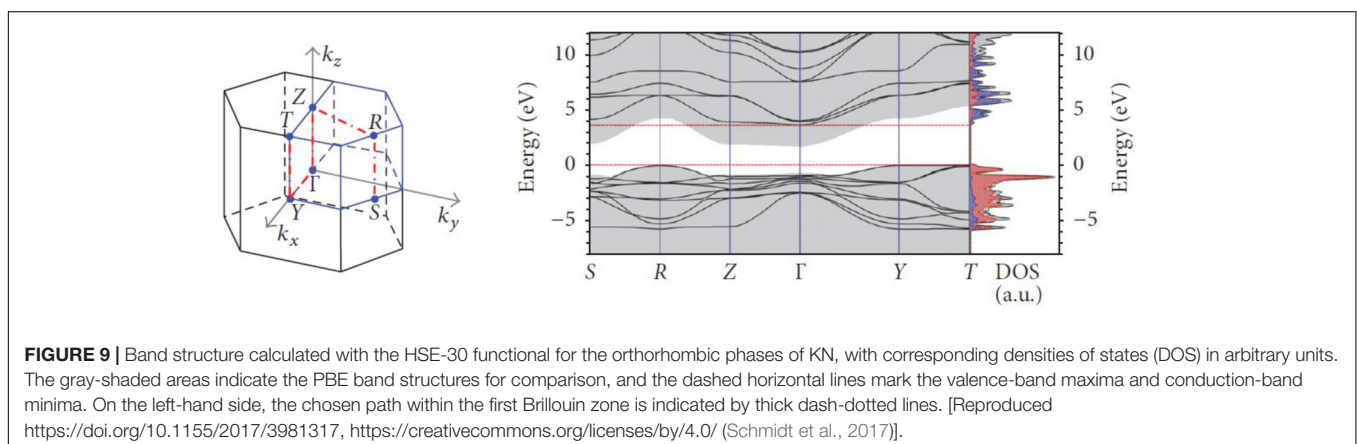 k_z
Z
T
R
Γ
Y
S
k_x
k_y
Energy (eV)
10
5
0
−5
S
R
Z
Γ
Y
T
DOS
(a.u.)
10
5
0
−5
Energy (eV)
FIGURE 9 | Band structure calculated with the HSE-30 functional for the orthorhombic phases of KN, with corresponding densities of states (DOS) in arbitrary units.
The gray-shaded areas indicate the PBE band structures for comparison, and the dashed horizontal lines mark the valence-band maxima and conduction-band
minima. On the left-hand side, the chosen path within the first Brillouin zone is indicated by thick dash-dotted lines. [Reproduced
https://doi.org/10.1155/2017/3981317, https://creativecommons.org/licenses/by/4.0/ (Schmidt et al., 2017)].